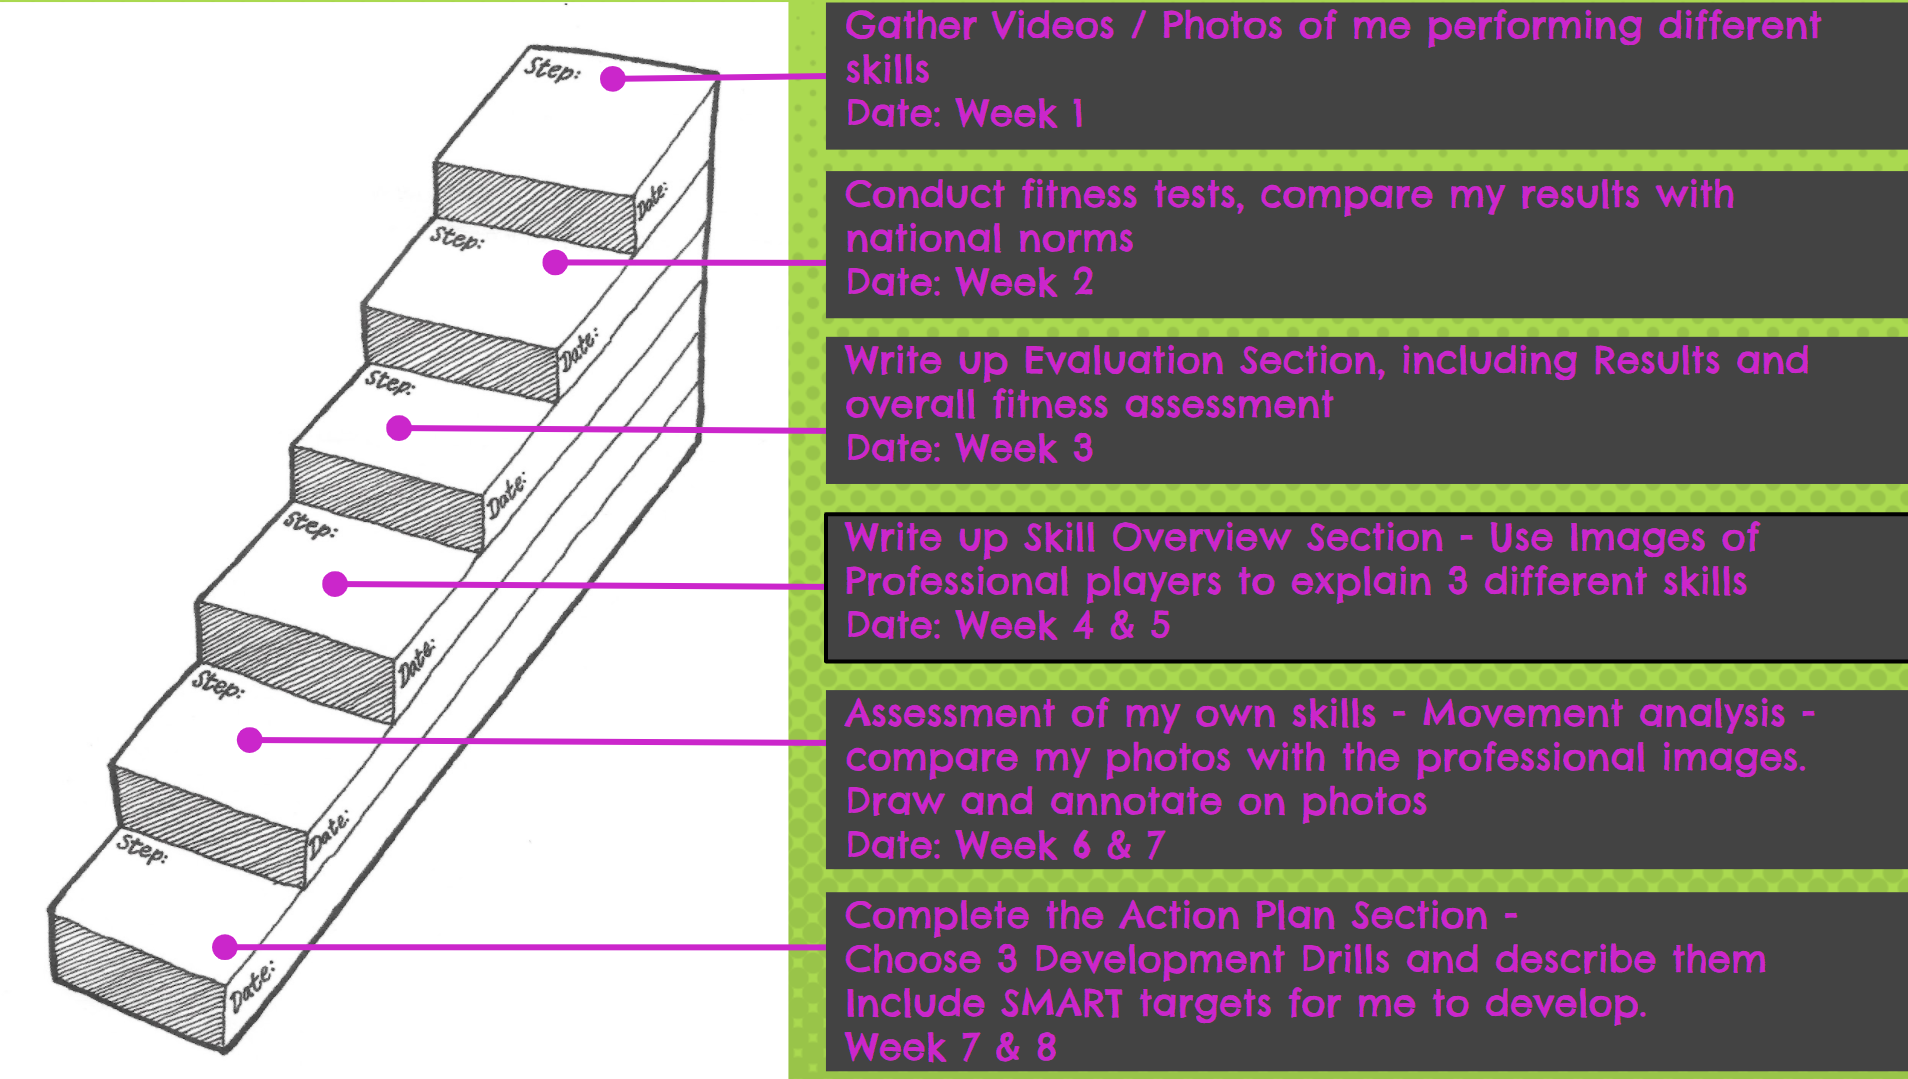 Step:
Date:
Step:
Date:
Step:
Date:
Step:
Date:
Step:
Date:
Step:
Date:
Gather Videos / Photos of me performing different
skills
Date: Week 1
Conduct fitness tests, compare my results with
national norms
Date: Week 2
Write up Evaluation Section, including Results and
overall fitness assessment
Date: Week 3
Write up Skill Overview Section - Use Images of
Professional players to explain 3 different skills
Date: Week 4 & 5
Assessment of my own skills - Movement analysis -
compare my photos with the professional images.
Draw and annotate on photos
Date: Week 6 & 7
Complete the Action Plan Section -
Choose 3 Development Drills and describe them
Include SMART targets for me to develop.
Week 7 & 8